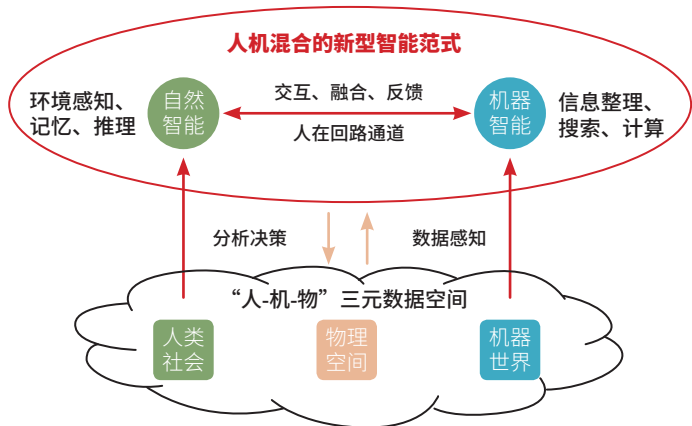 人机混合的新型智能范式
环境感知、
记忆、推理
自然
智能
交互、融合、反馈
人在回路通道
机器
智能
信息整理、
搜索、计算
分析决策
数据感知
“人-机-物”三元数据空间
人类
社会
物理
空间
机器
世界